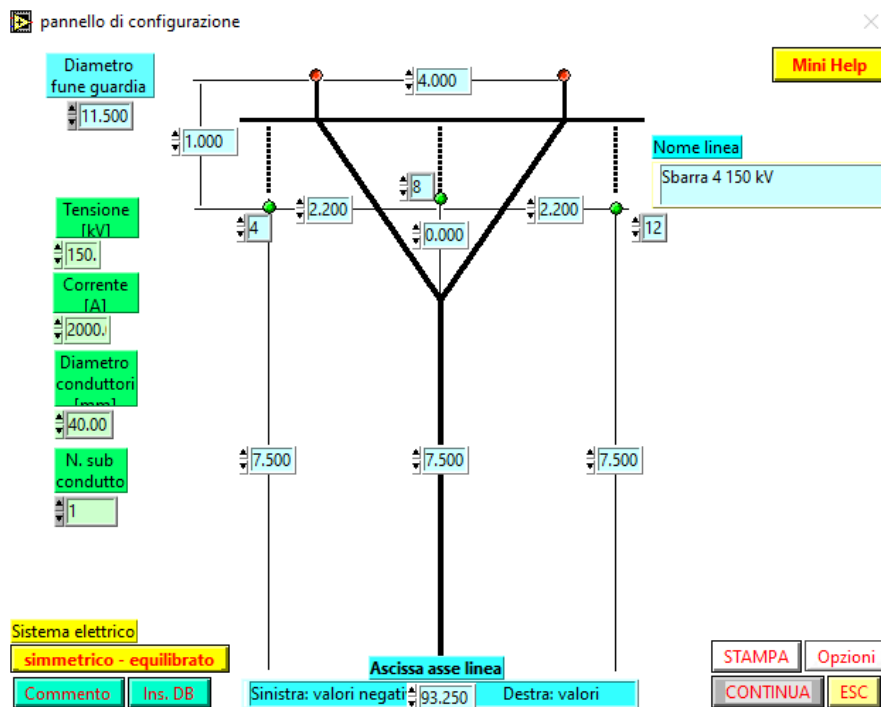 pannello di configurazione
Diametro
fune guardia
11.500
4.000
Mini Help
1.000
Nome linea
Sbarra 4 150 kV
8
Tensione
[kV]
150.
4
2.200
0.000
2.200
12
Corrente
[A]
2000.
Diametro
conduttori
[mm]
40.00
N. sub
condutto
1
7.500
7.500
7.500
Sistema elettrico
simmetrico - equilibrato
Commento
Ins. DB
Ascissa asse linea
Sinistra: valori negati
93.250
Destra: valori
STAMPA
Opzioni
CONTINUA
ESC